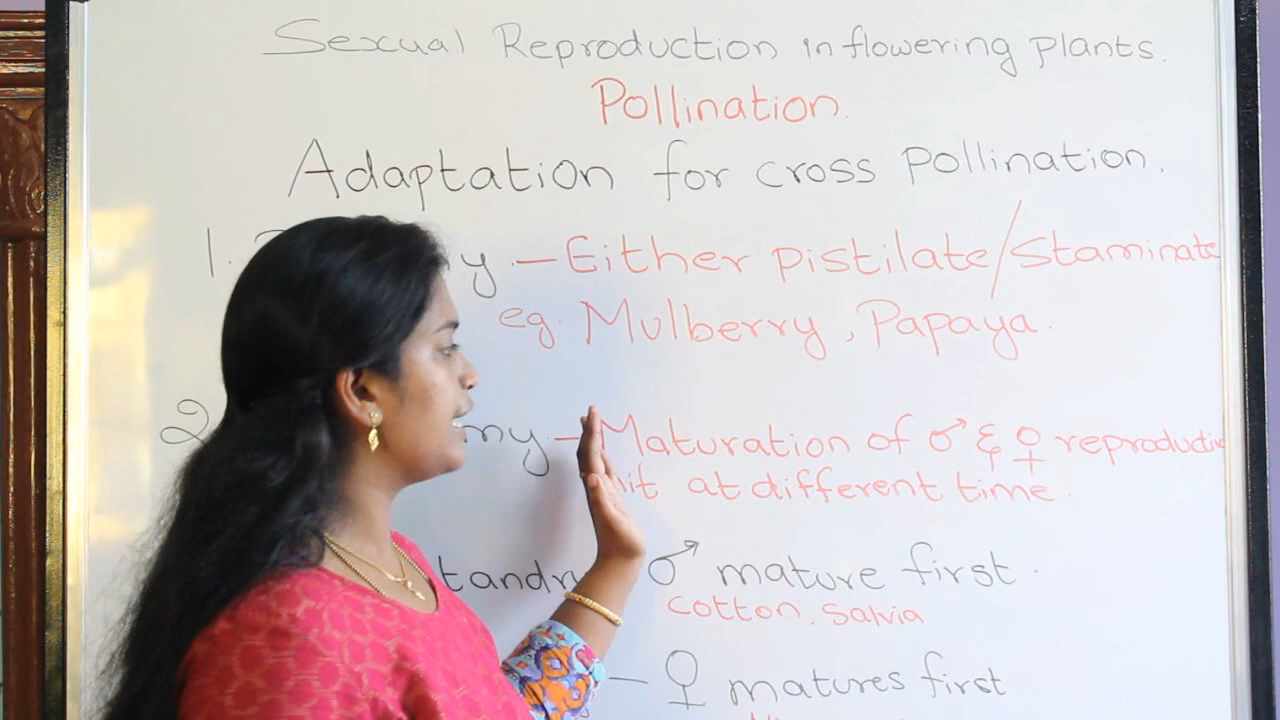 Sexual Reproduction in flowering plants.
Pollination.
Adaptation for cross pollination.
1. – Either Pistilate/Staminate
eg. Mulberry, Papaya.
2 – Maturation of ♂ & ♀ reproductive
at different time.
♂ mature first.
cotton, Salvia
– ♀ matures first